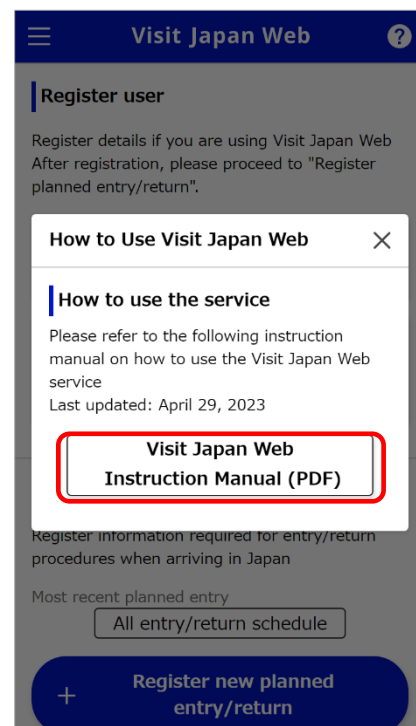 Visit Japan Web ?
Register user
Register details if you are using Visit Japan Web
After registration, please proceed to "Register
planned entry/return".
How to Use Visit Japan Web
How to use the service
Please refer to the following instruction
manual on how to use the Visit Japan Web
service
Last updated: April 29, 2023
Visit Japan Web
Instruction Manual (PDF)
Register information required for entry/return
procedures when arriving in Japan
Most recent planned entry
All entry/return schedule
+ Register new planned
entry/return